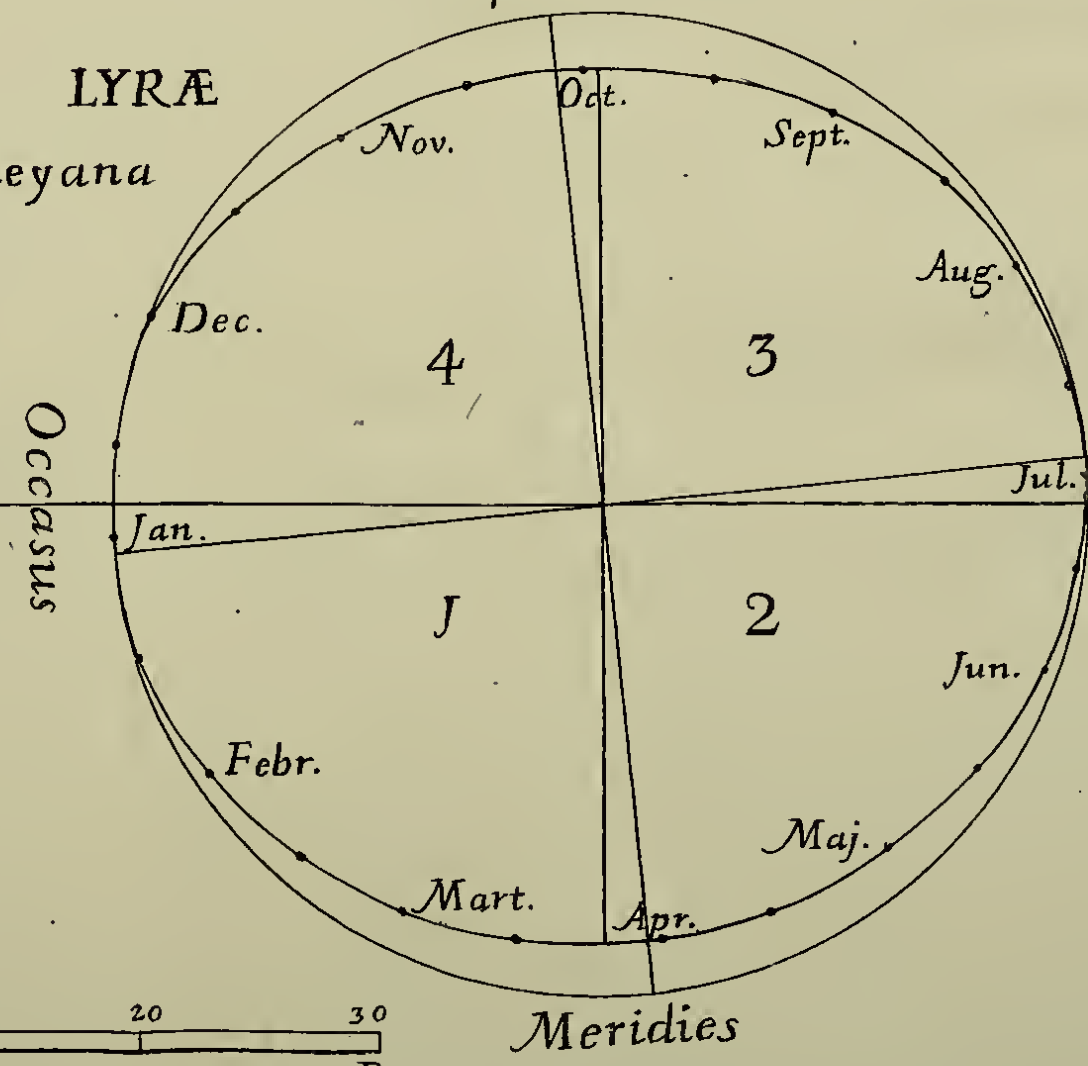 LYRÆ
eyana
Oct.
Nov.
Sept.
Aug.
Dec.
4
3
Occasus
Jul.
Jan.
J
2
Jun.
Febr.
Maj.
Mart.
Apr.
20
30
Meridies